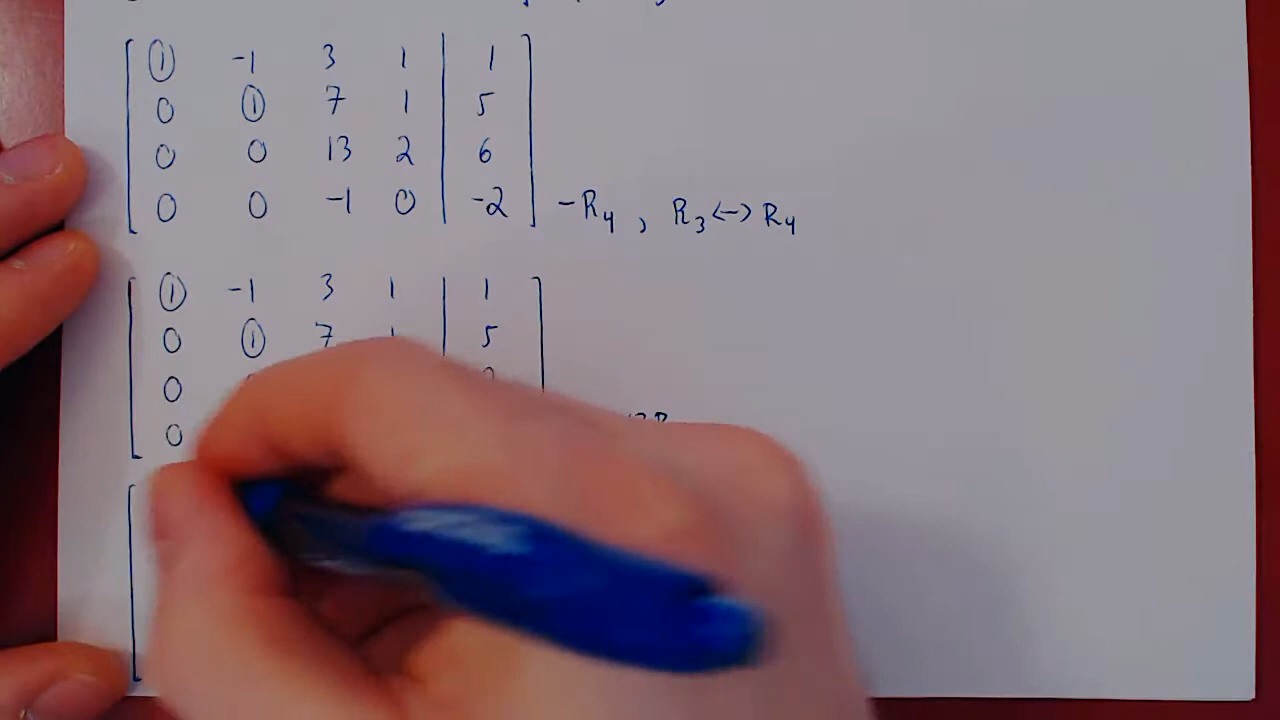 1 -1 3 1 | 1
0 1 7 1 | 5
0 0 13 2 | 6
0 0 -1 0 | -2 -R₄ , R₃<->R₄
1 -1 3 1 | 1
0 1 7 | 5
0
0